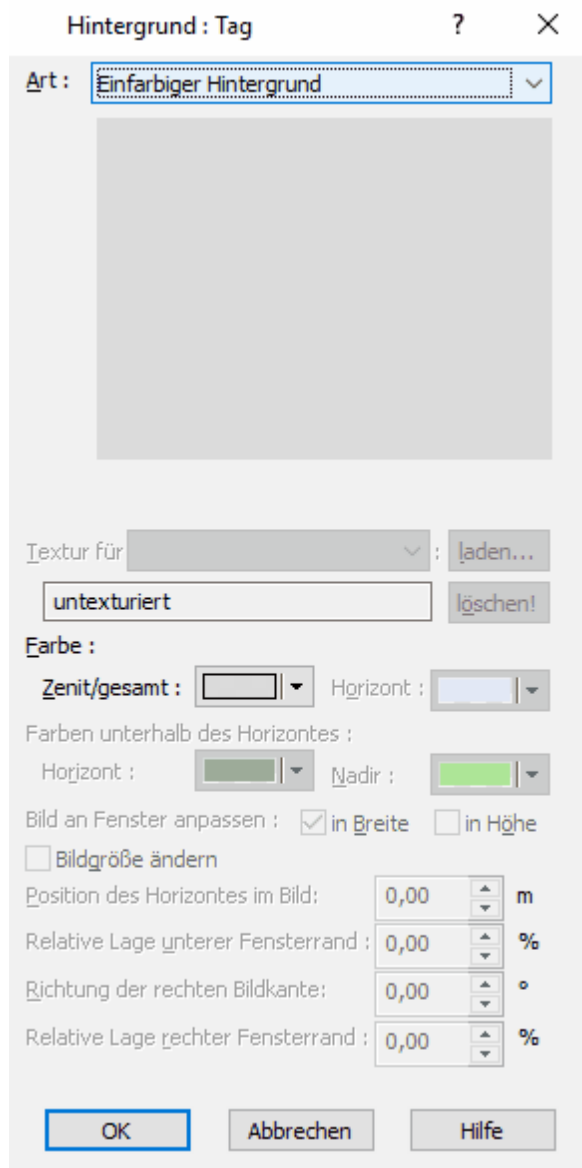 Hintergrund : Tag ?
Art : Einfarbiger Hintergrund
Textur für : laden...
untexturiert löschen!
Farbe :
Zenit/gesamt : Horizont :
Farben unterhalb des Horizontes :
Horizont : Nadir :
Bild an Fenster anpassen : in Breite in Höhe
Bildgröße ändern
Position des Horizontes im Bild: 0,00 m
Relative Lage unterer Fensterrand : 0,00 %
Richtung der rechten Bildkante: 0,00 °
Relative Lage rechter Fensterrand : 0,00 %
OK Abbrechen Hilfe